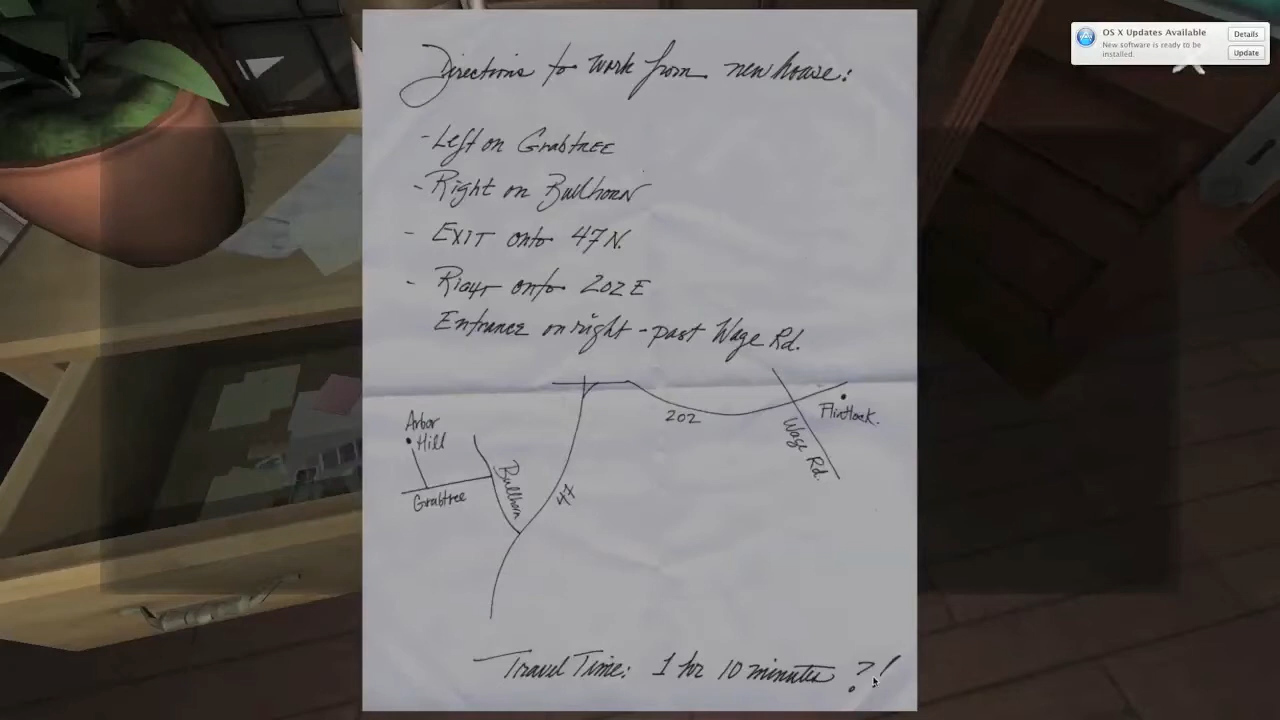 OS X Updates Available
New software is ready to be
installed.
Details
Update
Directions to work from new house:
- Left on Grabtree
- Right on Bullhorn
- Exit onto 47 N.
- Right onto 202 E
Entrance on right - past Wage Rd.
202
Flintlock.
Arbor
Hill
Wage Rd.
Bullhorn
47
Grabtree
Travel Time: 1 hr 10 minutes ?!